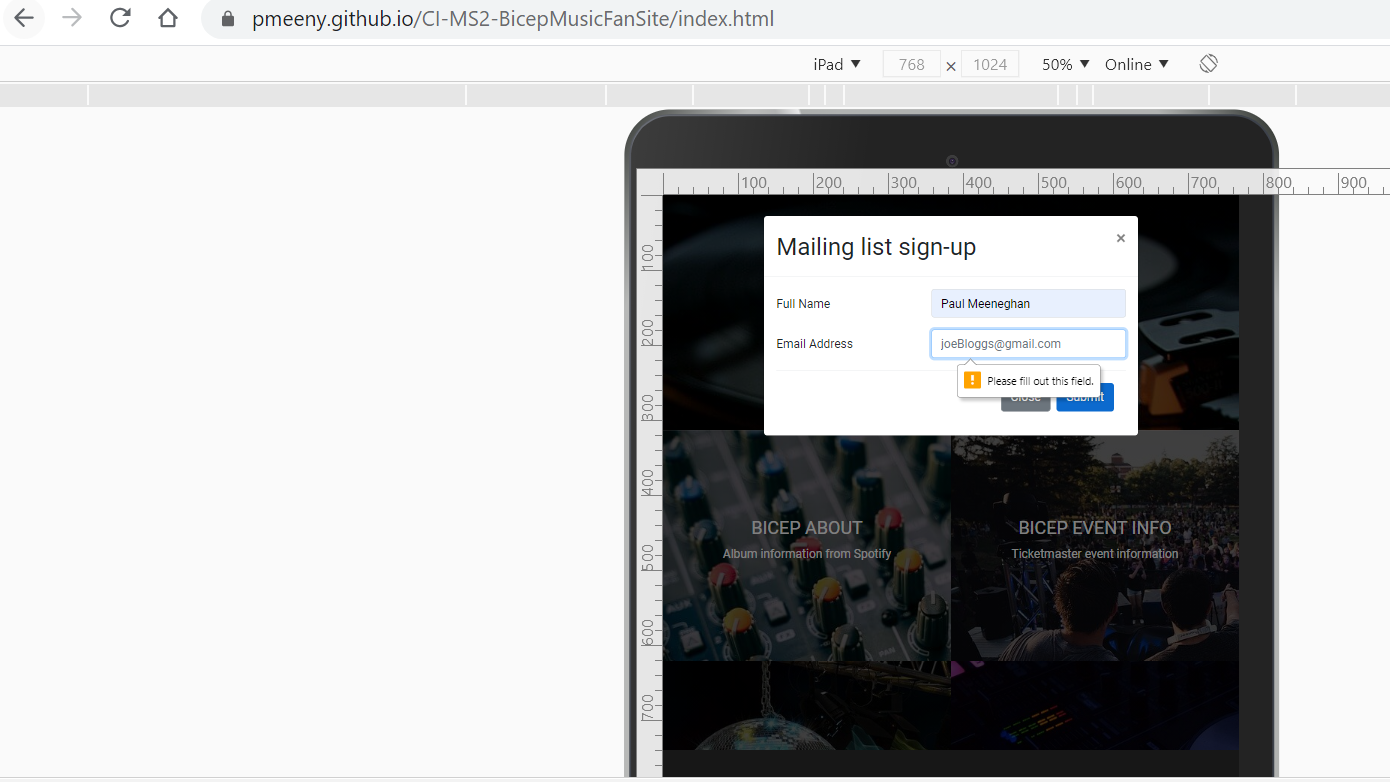 pmeeny.github.io/CI-MS2-BicepMusicFanSite/index.html
iPad ▼ 768 × 1024 50% ▼ Online ▼
100 200 300 400 500 600 700 800 900
Mailing list sign-up ×
Full Name Paul Meeneghan
Email Address joeBloggs@gmail.com
! Please fill out this field.
Close Submit
BICEP ABOUT
Album information from Spotify
BICEP EVENT INFO
Ticketmaster event information
PAN
100
200
300
400
500
600
700